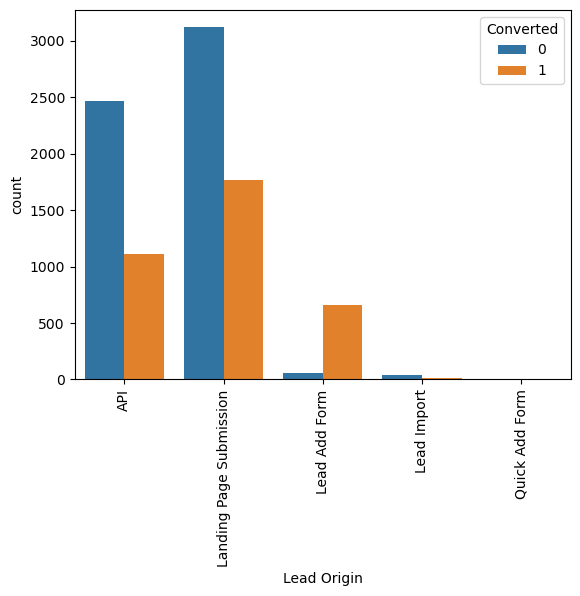 Converted
0
1
3000
2500
2000
1500
1000
500
0
count
API
Landing Page Submission
Lead Add Form
Lead Import
Quick Add Form
Lead Origin